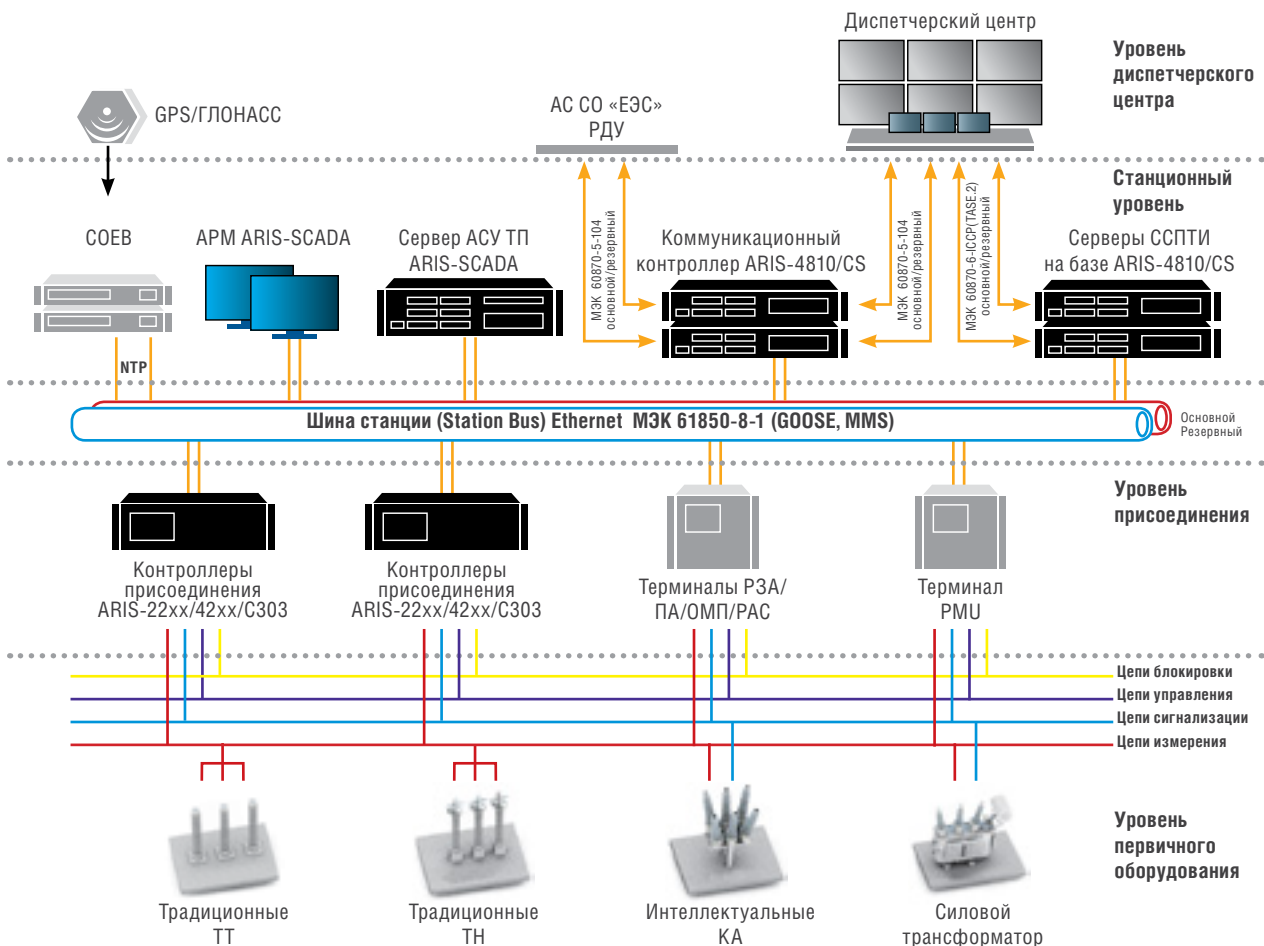 Диспетчерский центр
Уровень
диспетчерского
центра
GPS/ГЛОНАСС
АС СО «ЕЭС»
РДУ
Станционный
уровень
СОЕВ
АРМ ARIS-SCADA
Сервер АСУ ТП
ARIS-SCADA
МЭК 60870-5-104
основной/резервный
Коммуникационный
контроллер ARIS-4810/CS
МЭК 60870-5-104
основной/резервный
МЭК 60870-6-ICCP(TASE.2)
основной/резервный
Серверы ССПТИ
на базе ARIS-4810/CS
NTP
Шина станции (Station Bus) Ethernet МЭК 61850-8-1 (GOOSE, MMS)
Основной
Резервный
Уровень
присоединения
Контроллеры
присоединения
ARIS-22xx/42xx/C303
Контроллеры
присоединения
ARIS-22xx/42xx/C303
Терминалы РЗА/
ПА/ОМП/РАС
Терминал
PMU
Цепи блокировки
Цепи управления
Цепи сигнализации
Цепи измерения
Уровень
первичного
оборудования
Традиционные
ТТ
Традиционные
ТН
Интеллектуальные
КА
Силовой
трансформатор